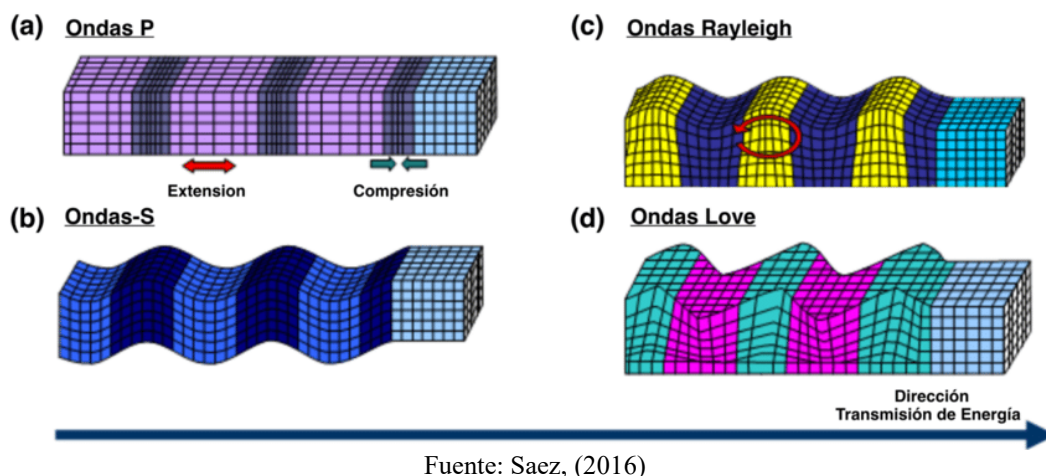 (a) Ondas P
Extension
Compresión
(b) Ondas-S
(c) Ondas Rayleigh
(d) Ondas Love
Dirección
Transmisión de Energía
Fuente: Saez, (2016)